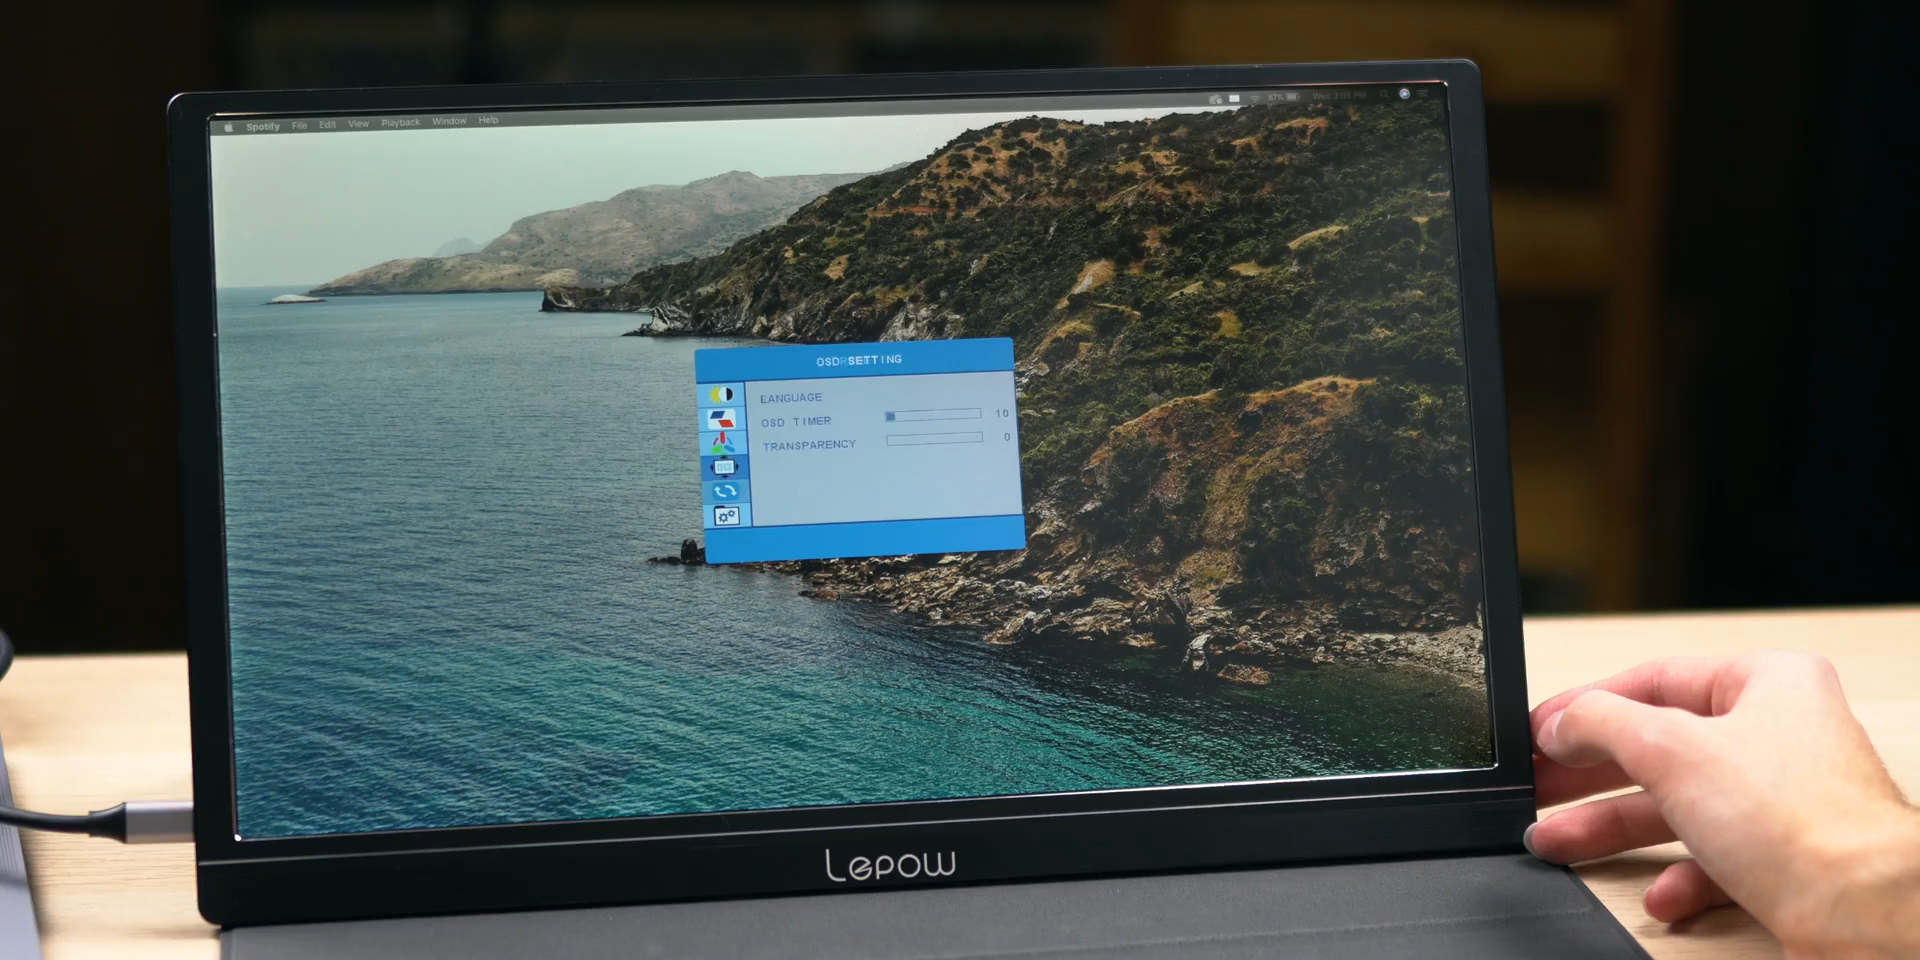 Spotify File Edit View Playback Window Help
OSD SETTING
LANGUAGE
OSD TIMER 10
TRANSPARENCY 0
Lepow